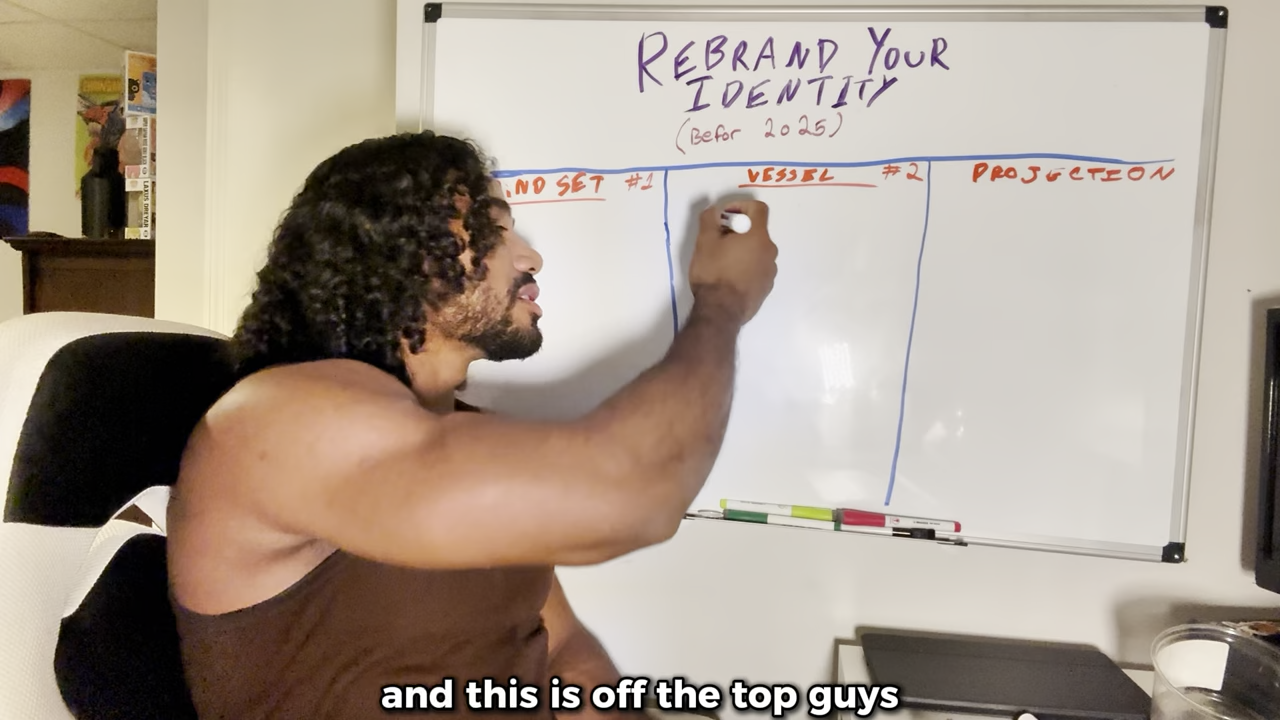 REBRAND YOUR
IDENTITY
(Befor 2025)
ND SET #1
VESSEL #2
PROJECTION
and this is off the top guys